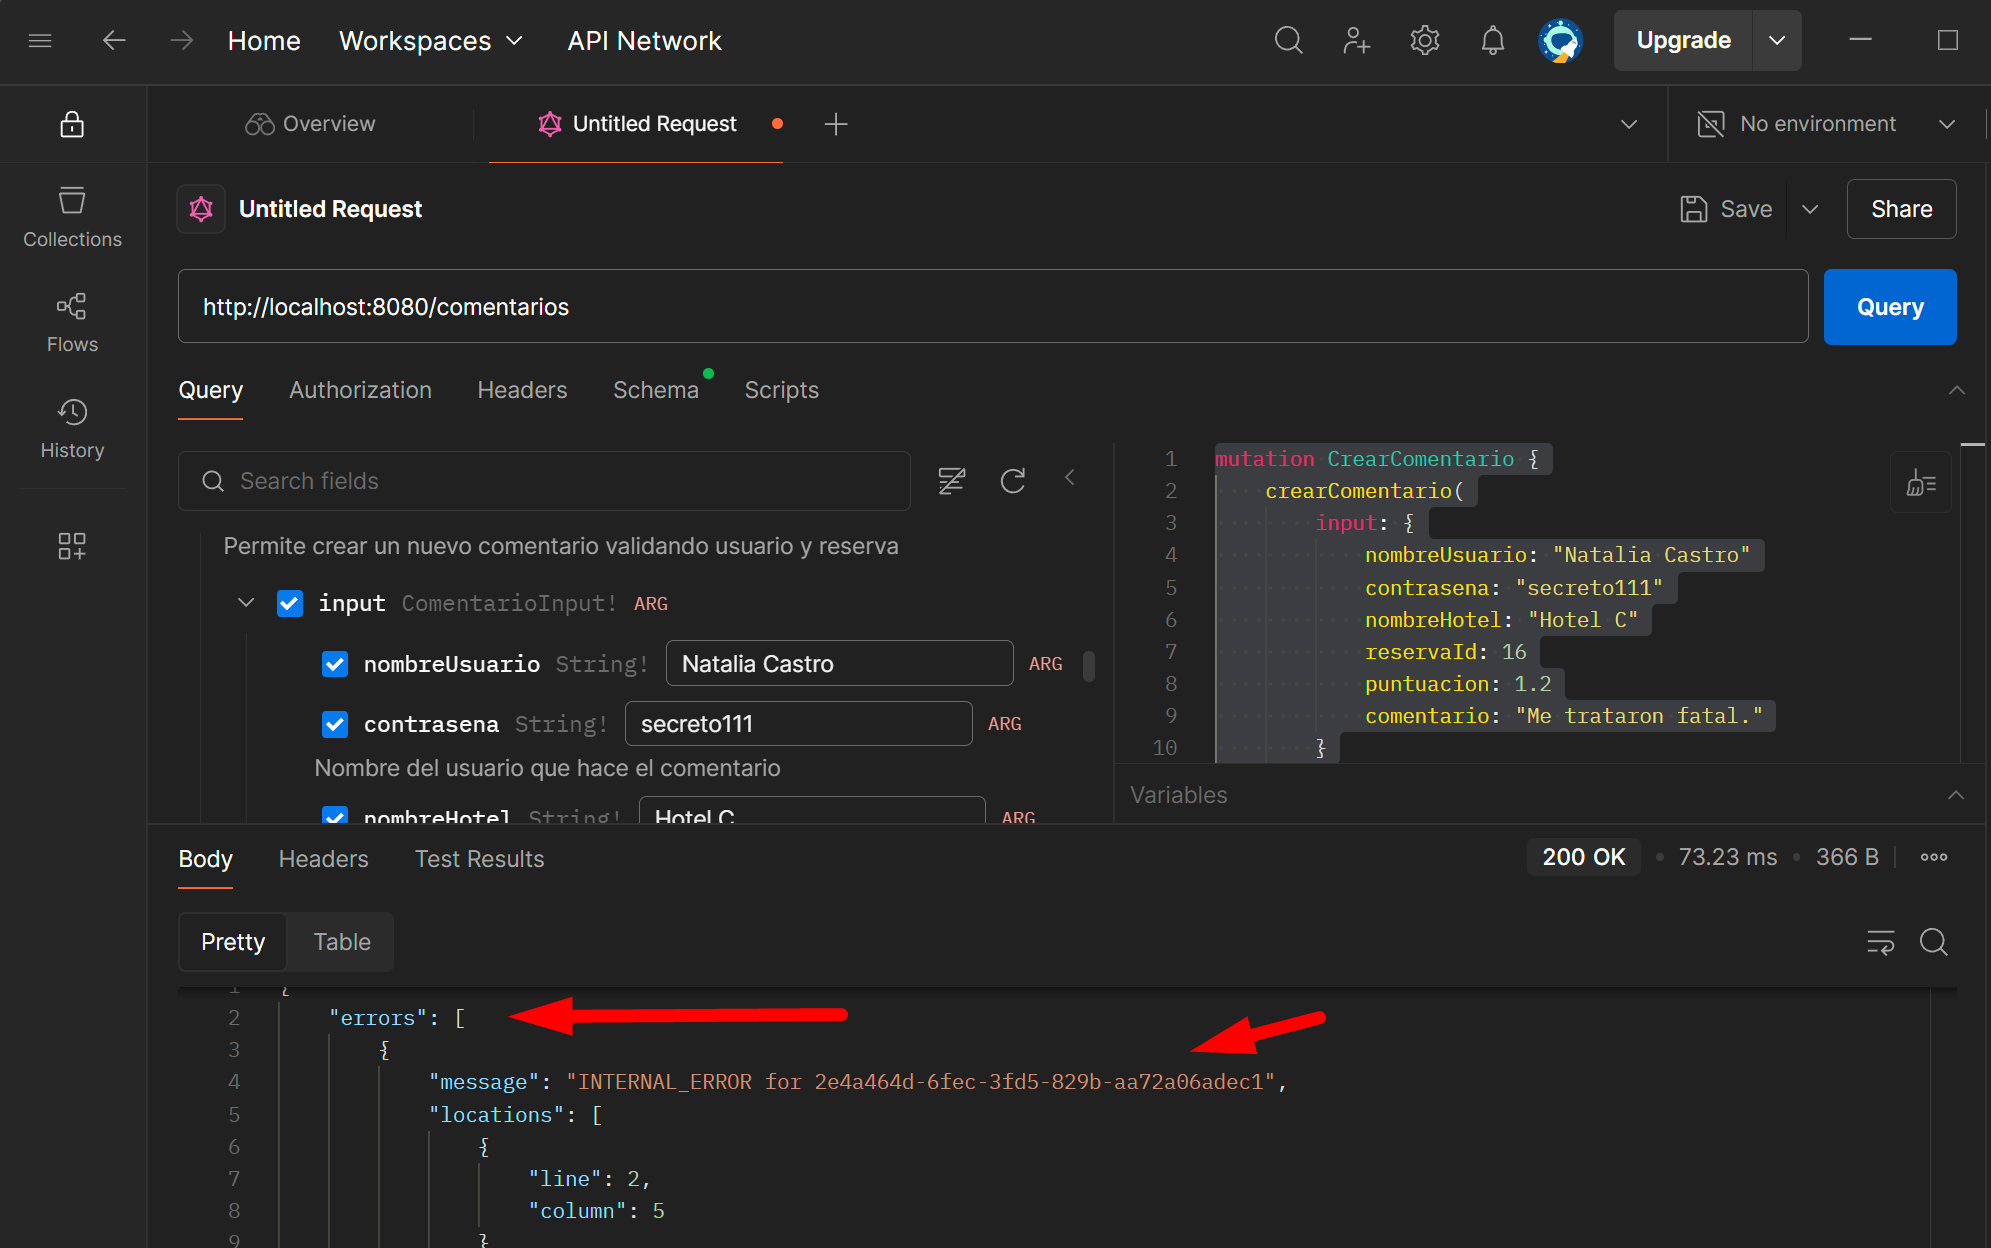 Home Workspaces API Network Upgrade
Overview Untitled Request No environment
Untitled Request Save Share
Collections
http://localhost:8080/comentarios Query
Flows
Query Authorization Headers Schema Scripts
History
Search fields
Permite crear un nuevo comentario validando usuario y reserva
input ComentarioInput! ARG
nombreUsuario String! Natalia Castro ARG
contrasena String! secreto111 ARG
Nombre del usuario que hace el comentario
nombreHotel String! Hotel C ARG
1 mutation CrearComentario {
2 crearComentario(
3 input: {
4 nombreUsuario: "Natalia Castro"
5 contrasena: "secreto111"
6 nombreHotel: "Hotel C"
7 reservaId: 16
8 puntuacion: 1.2
9 comentario: "Me trataron fatal."
10 }
Variables
Body Headers Test Results 200 OK • 73.23 ms • 366 B
Pretty Table
1 {
2 "errors": [
3 {
4 "message": "INTERNAL_ERROR for 2e4a464d-6fec-3fd5-829b-aa72a06adec1",
5 "locations": [
6 {
7 "line": 2,
8 "column": 5
9 }